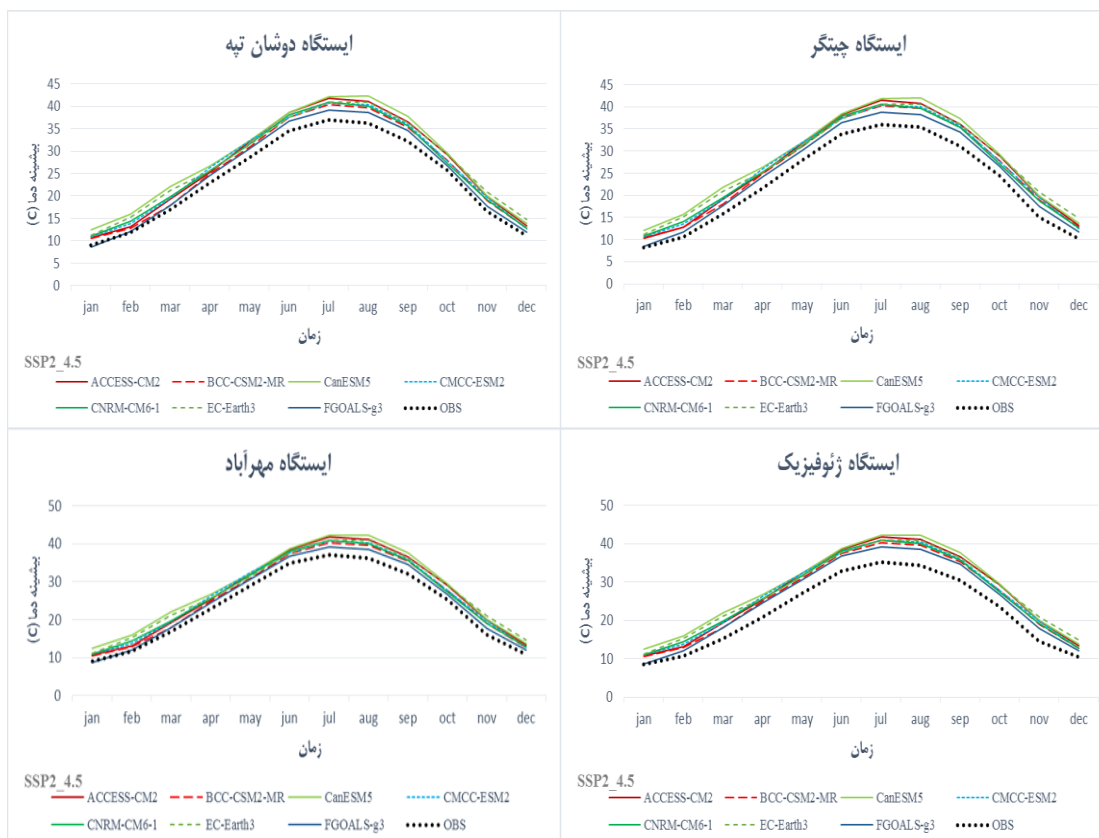 ایستگاه دوشان تپه
45
40
35
30
25
20
15
10
5
0
بیشینه دما (C)
jan feb mar apr may jun jul aug sep oct nov dec
زمان
SSP2_4.5
ACCESS-CM2 BCC-CSM2-MR CanESM5 CMCC-ESM2
CNRM-CM6-1 EC-Earth3 FGOALS-g3 OBS
ایستگاه چیتگر
45
40
35
30
25
20
15
10
5
0
بیشینه دما (C)
jan feb mar apr may jun jul aug sep oct nov dec
زمان
SSP2_4.5
ACCESS-CM2 BCC-CSM2-MR CanESM5 CMCC-ESM2
CNRM-CM6-1 EC-Earth3 FGOALS-g3 OBS
ایستگاه مهرآباد
50
40
30
20
10
0
بیشینه دما (C)
jan feb mar apr may jun jul aug sep oct nov dec
زمان
SSP2_4.5
ACCESS-CM2 BCC-CSM2-MR CanESM5 CMCC-ESM2
CNRM-CM6-1 EC-Earth3 FGOALS-g3 OBS
ایستگاه ژئوفیزیک
50
40
30
20
10
0
بیشینه دما (C)
jan feb mar apr may jun jul aug sep oct nov dec
زمان
SSP2_4.5
ACCESS-CM2 BCC-CSM2-MR CanESM5 CMCC-ESM2
CNRM-CM6-1 EC-Earth3 FGOALS-g3 OBS